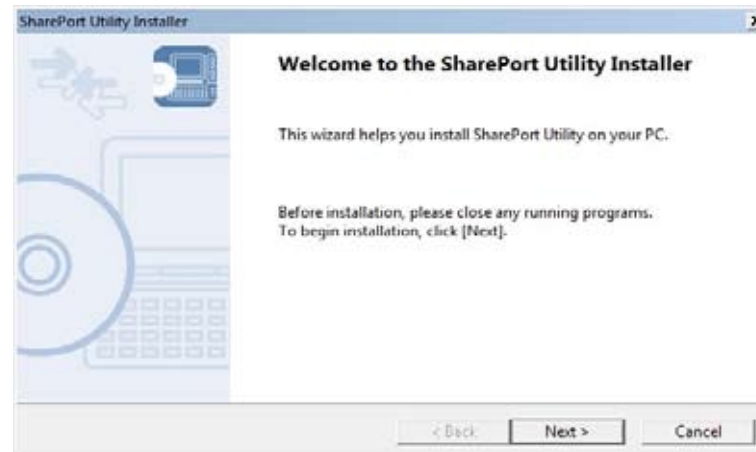 SharePort Utility Installer
Welcome to the SharePort Utility Installer
This wizard helps you install SharePort Utility on your PC.
Before installation, please close any running programs.
To begin installation, click [Next].
< Back
Next >
Cancel